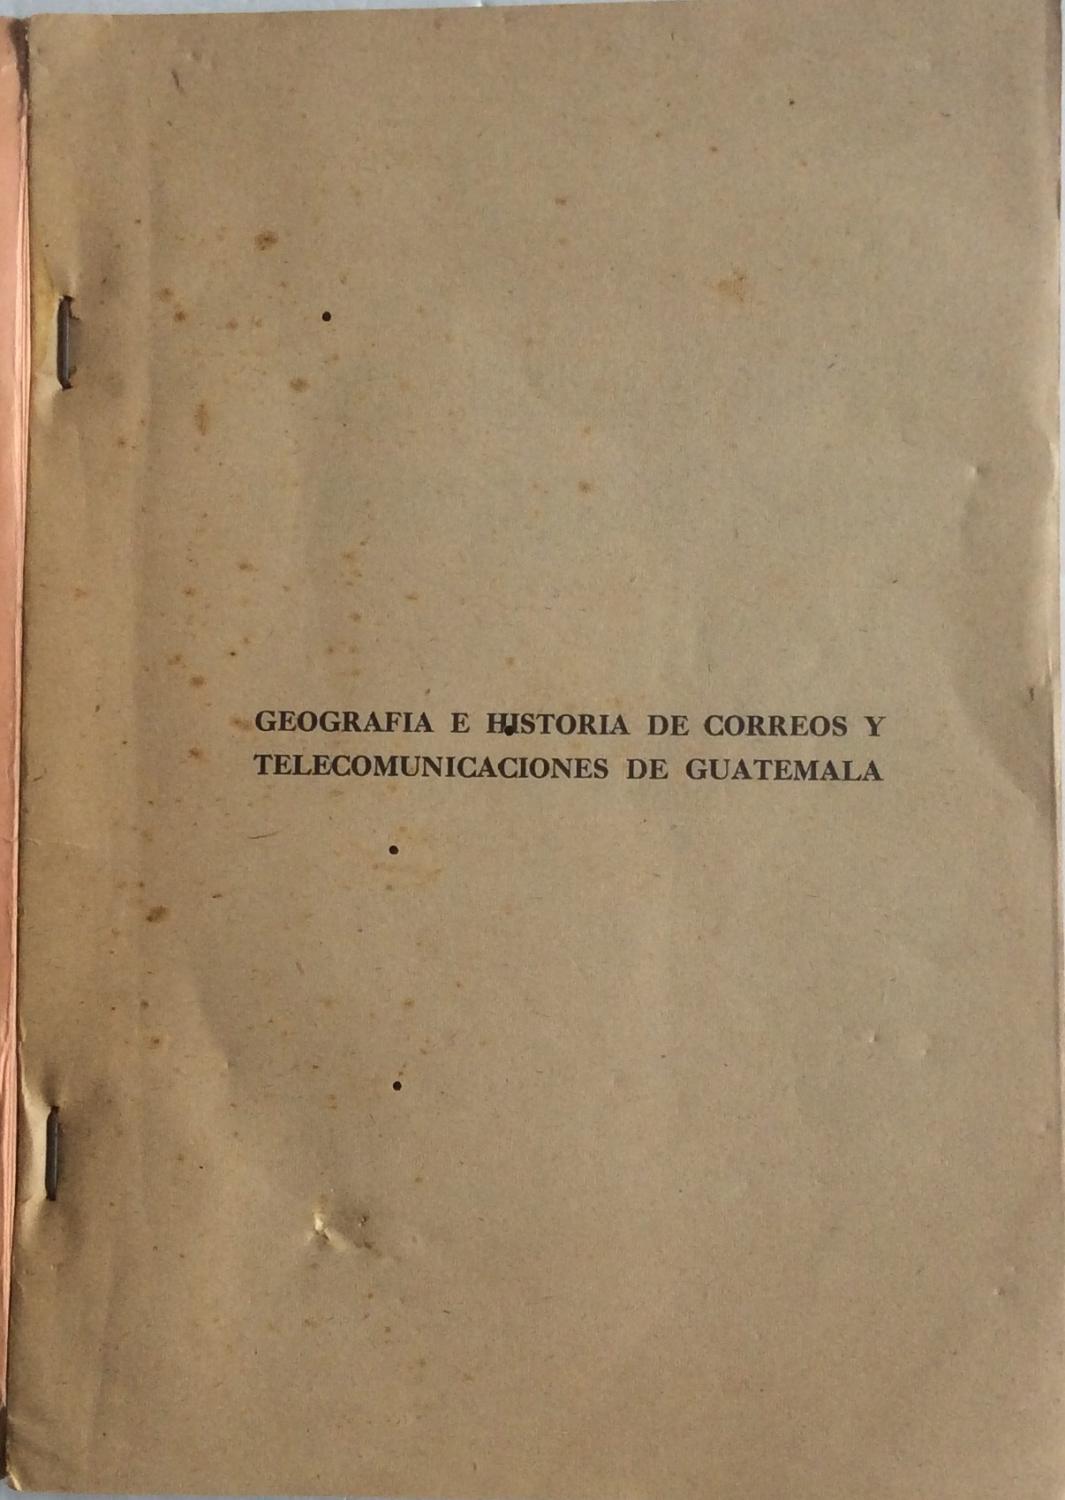 GEOGRAFIA E HISTORIA DE CORREOS Y
TELECOMUNICACIONES DE GUATEMALA